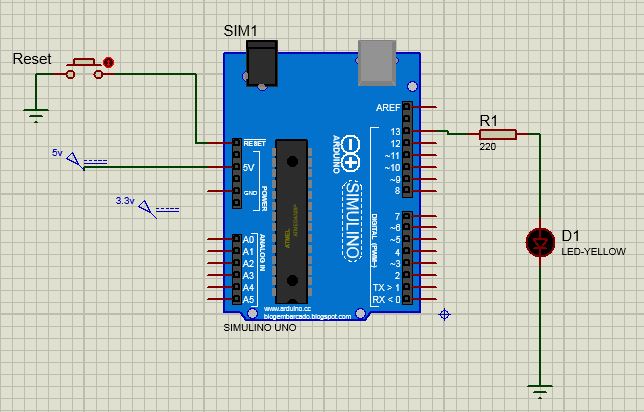 SIM1
Reset
5v
3.3v
RESET
5V
GND
POWER
A0
A1
A2
A3
A4
A5
ANALOG IN
ATMEL
ARDUINO
SIMULINO
AREF
13
12
~11
~10
~9
8
7
~6
~5
4
~3
2
TX > 1
RX < 0
DIGITAL (PWM~)
www.arduino.cc
blogembarcado.blogspot.com
SIMULINO UNO
R1
220
D1
LED-YELLOW